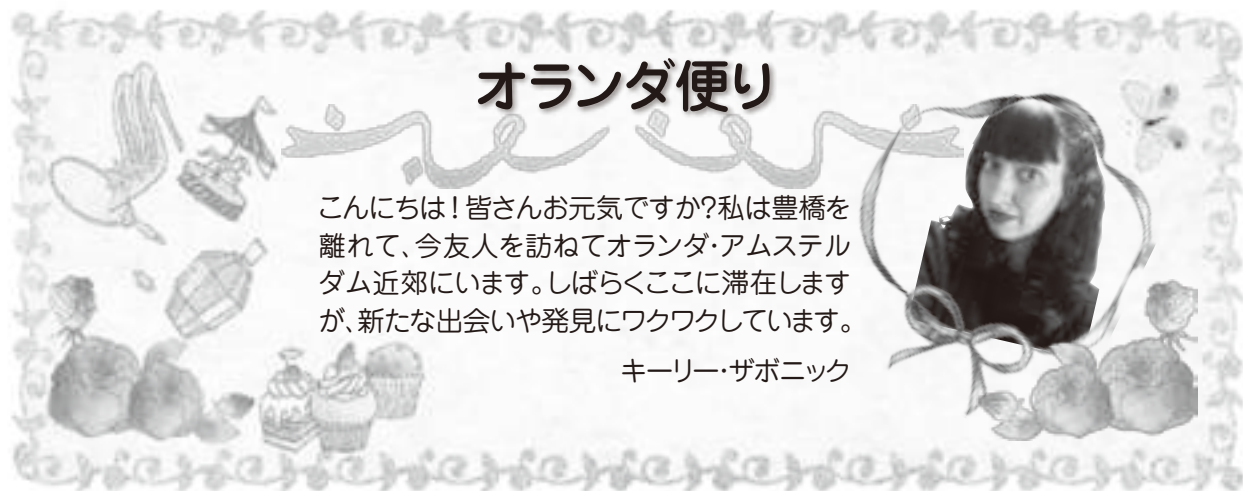 オランダ便り
こんにちは!皆さんお元気ですか?私は豊橋を
離れて、今友人を訪ねてオランダ・アムステル
ダム近郊にいます。しばらくここに滞在します
が、新たな出会いや発見にワクワクしています。
キーリー・ザボニック